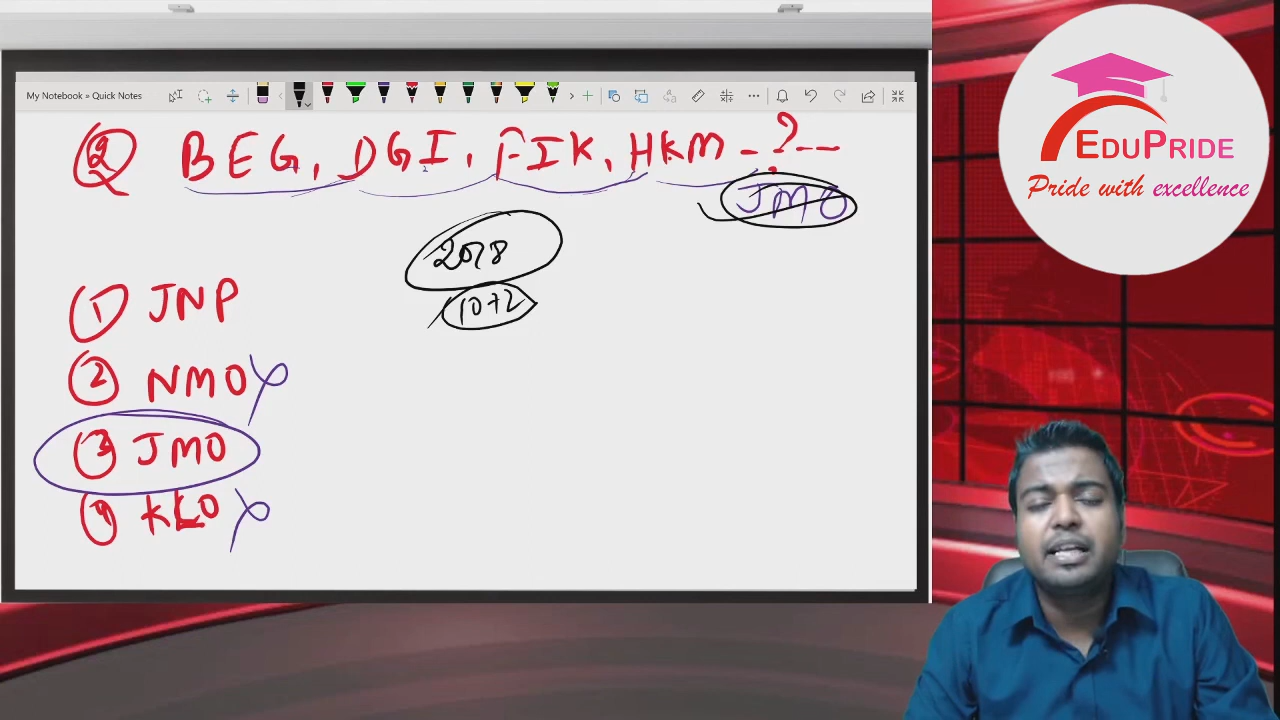 My Notebook » Quick Notes
Q2 BEG, DGI, FIK, HKM - ? --
JMO
2018
10+2
1 JNP
2 NMO
3 JMO
4 KLO
EDUPRIDE
Pride with excellence